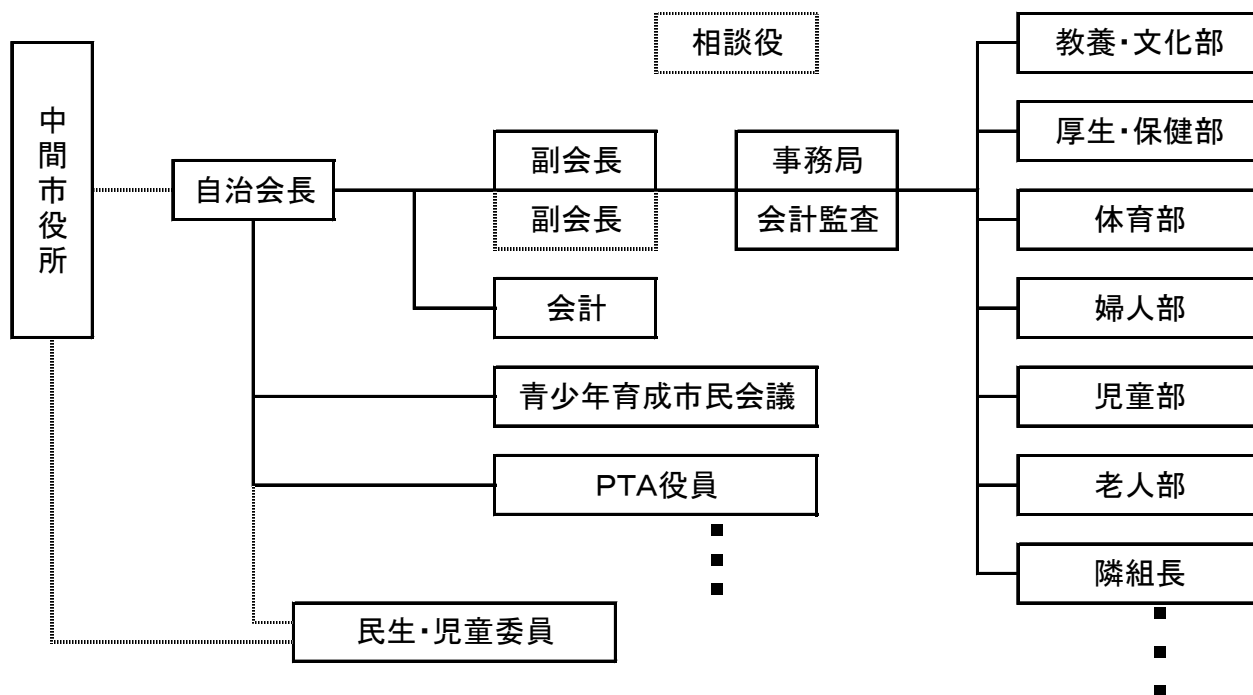 中間市役所
自治会長
相談役
副会長
副会長
会計
青少年育成市民会議
PTA役員
民生・児童委員
事務局
会計監査
教養・文化部
厚生・保健部
体育部
婦人部
児童部
老人部
隣組長